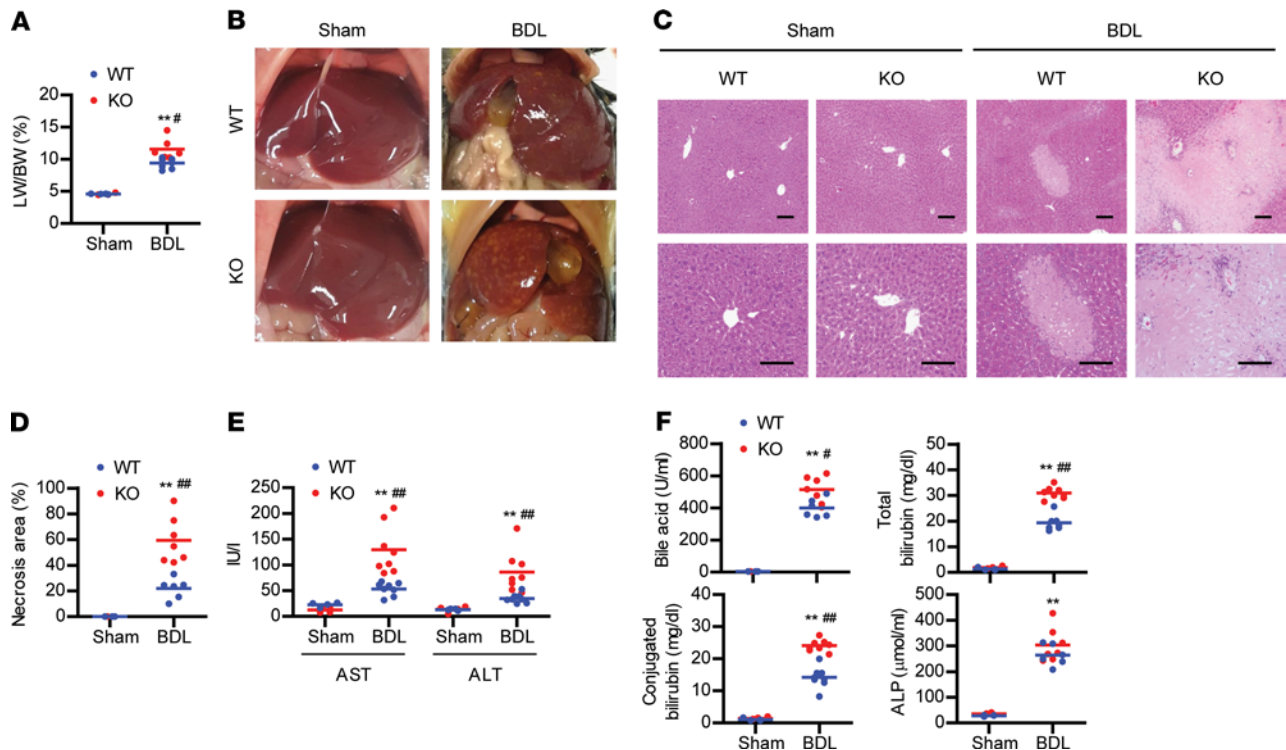 A
WT
KO
LW/BW (%)
20
15
10
5
0
** #
Sham
BDL
B
Sham
BDL
WT
KO
C
Sham
BDL
WT
KO
WT
KO
D
WT
KO
Necrosis area (%)
100
80
60
40
20
0
** ##
Sham
BDL
E
WT
KO
IU/l
250
200
150
100
50
0
** ##
** ##
Sham
BDL
Sham
BDL
AST
ALT
F
WT
KO
Bile acid (U/ml)
800
600
400
200
0
** #
Total
bilirubin (mg/dl)
50
40
30
20
10
0
** ##
Conjugated
bilirubin (mg/dl)
40
30
20
10
0
** ##
Sham
BDL
ALP (μmol/ml)
500
400
300
200
100
0
**
Sham
BDL